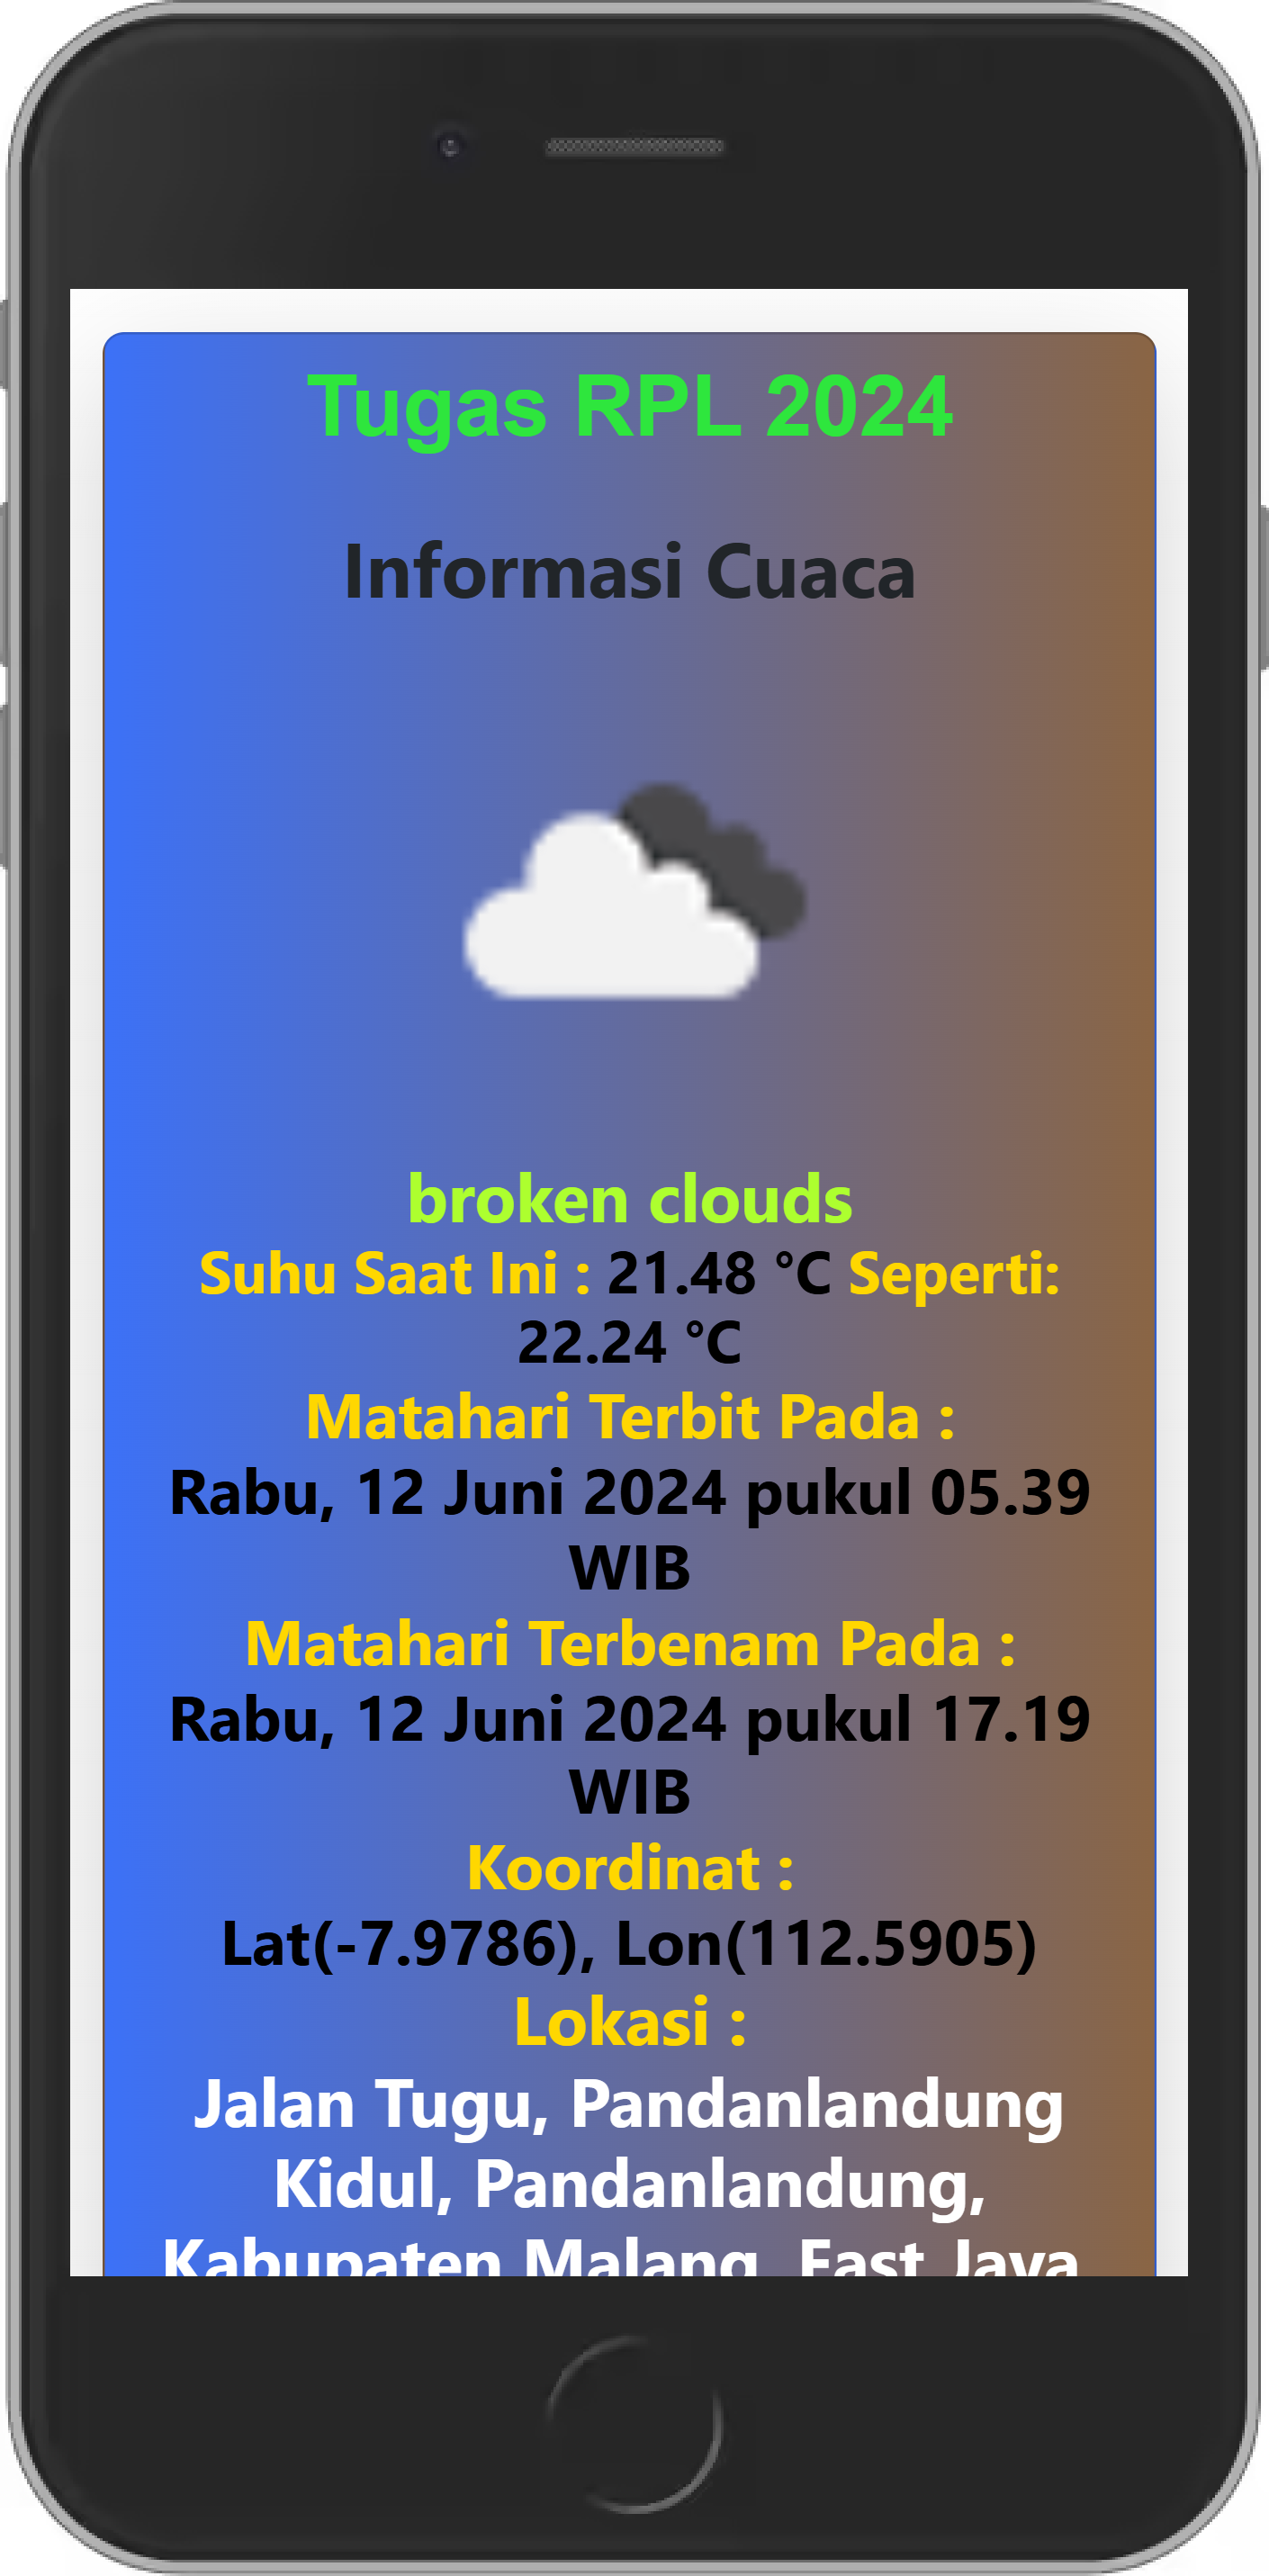 Tugas RPL 2024
Informasi Cuaca
broken clouds
Suhu Saat Ini : 21.48 °C Seperti:
22.24 °C
Matahari Terbit Pada :
Rabu, 12 Juni 2024 pukul 05.39
WIB
Matahari Terbenam Pada :
Rabu, 12 Juni 2024 pukul 17.19
WIB
Koordinat :
Lat(-7.9786), Lon(112.5905)
Lokasi :
Jalan Tugu, Pandanlandung
Kidul, Pandanlandung,
Kabupaten Malang, East Java,